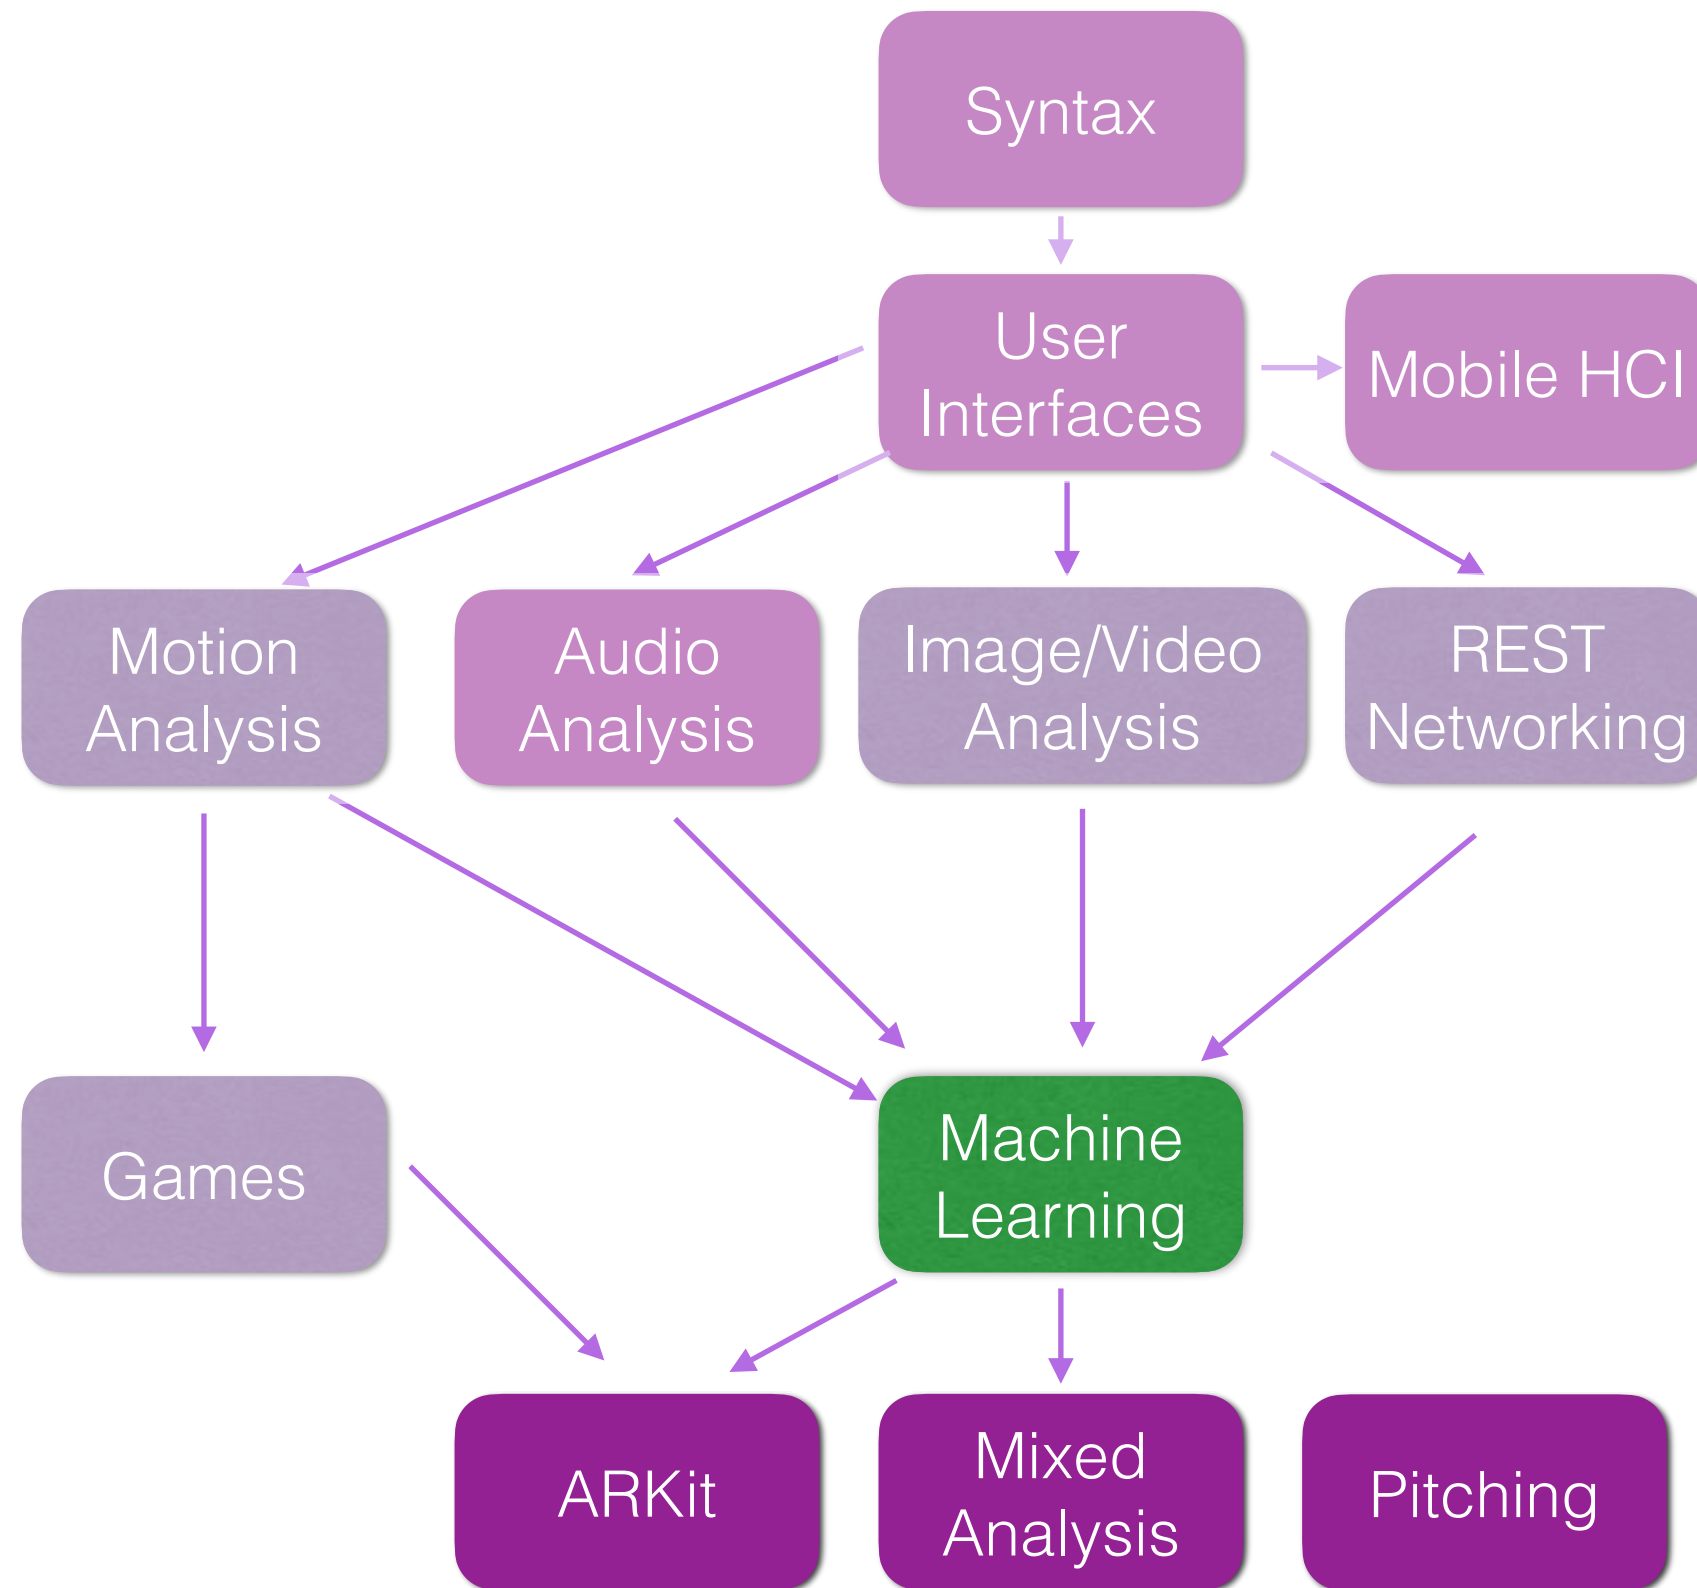 Syntax
User
Interfaces
Mobile HCI
Motion
Analysis
Audio
Analysis
Image/Video
Analysis
REST
Networking
Games
Machine
Learning
ARKit
Mixed
Analysis
Pitching